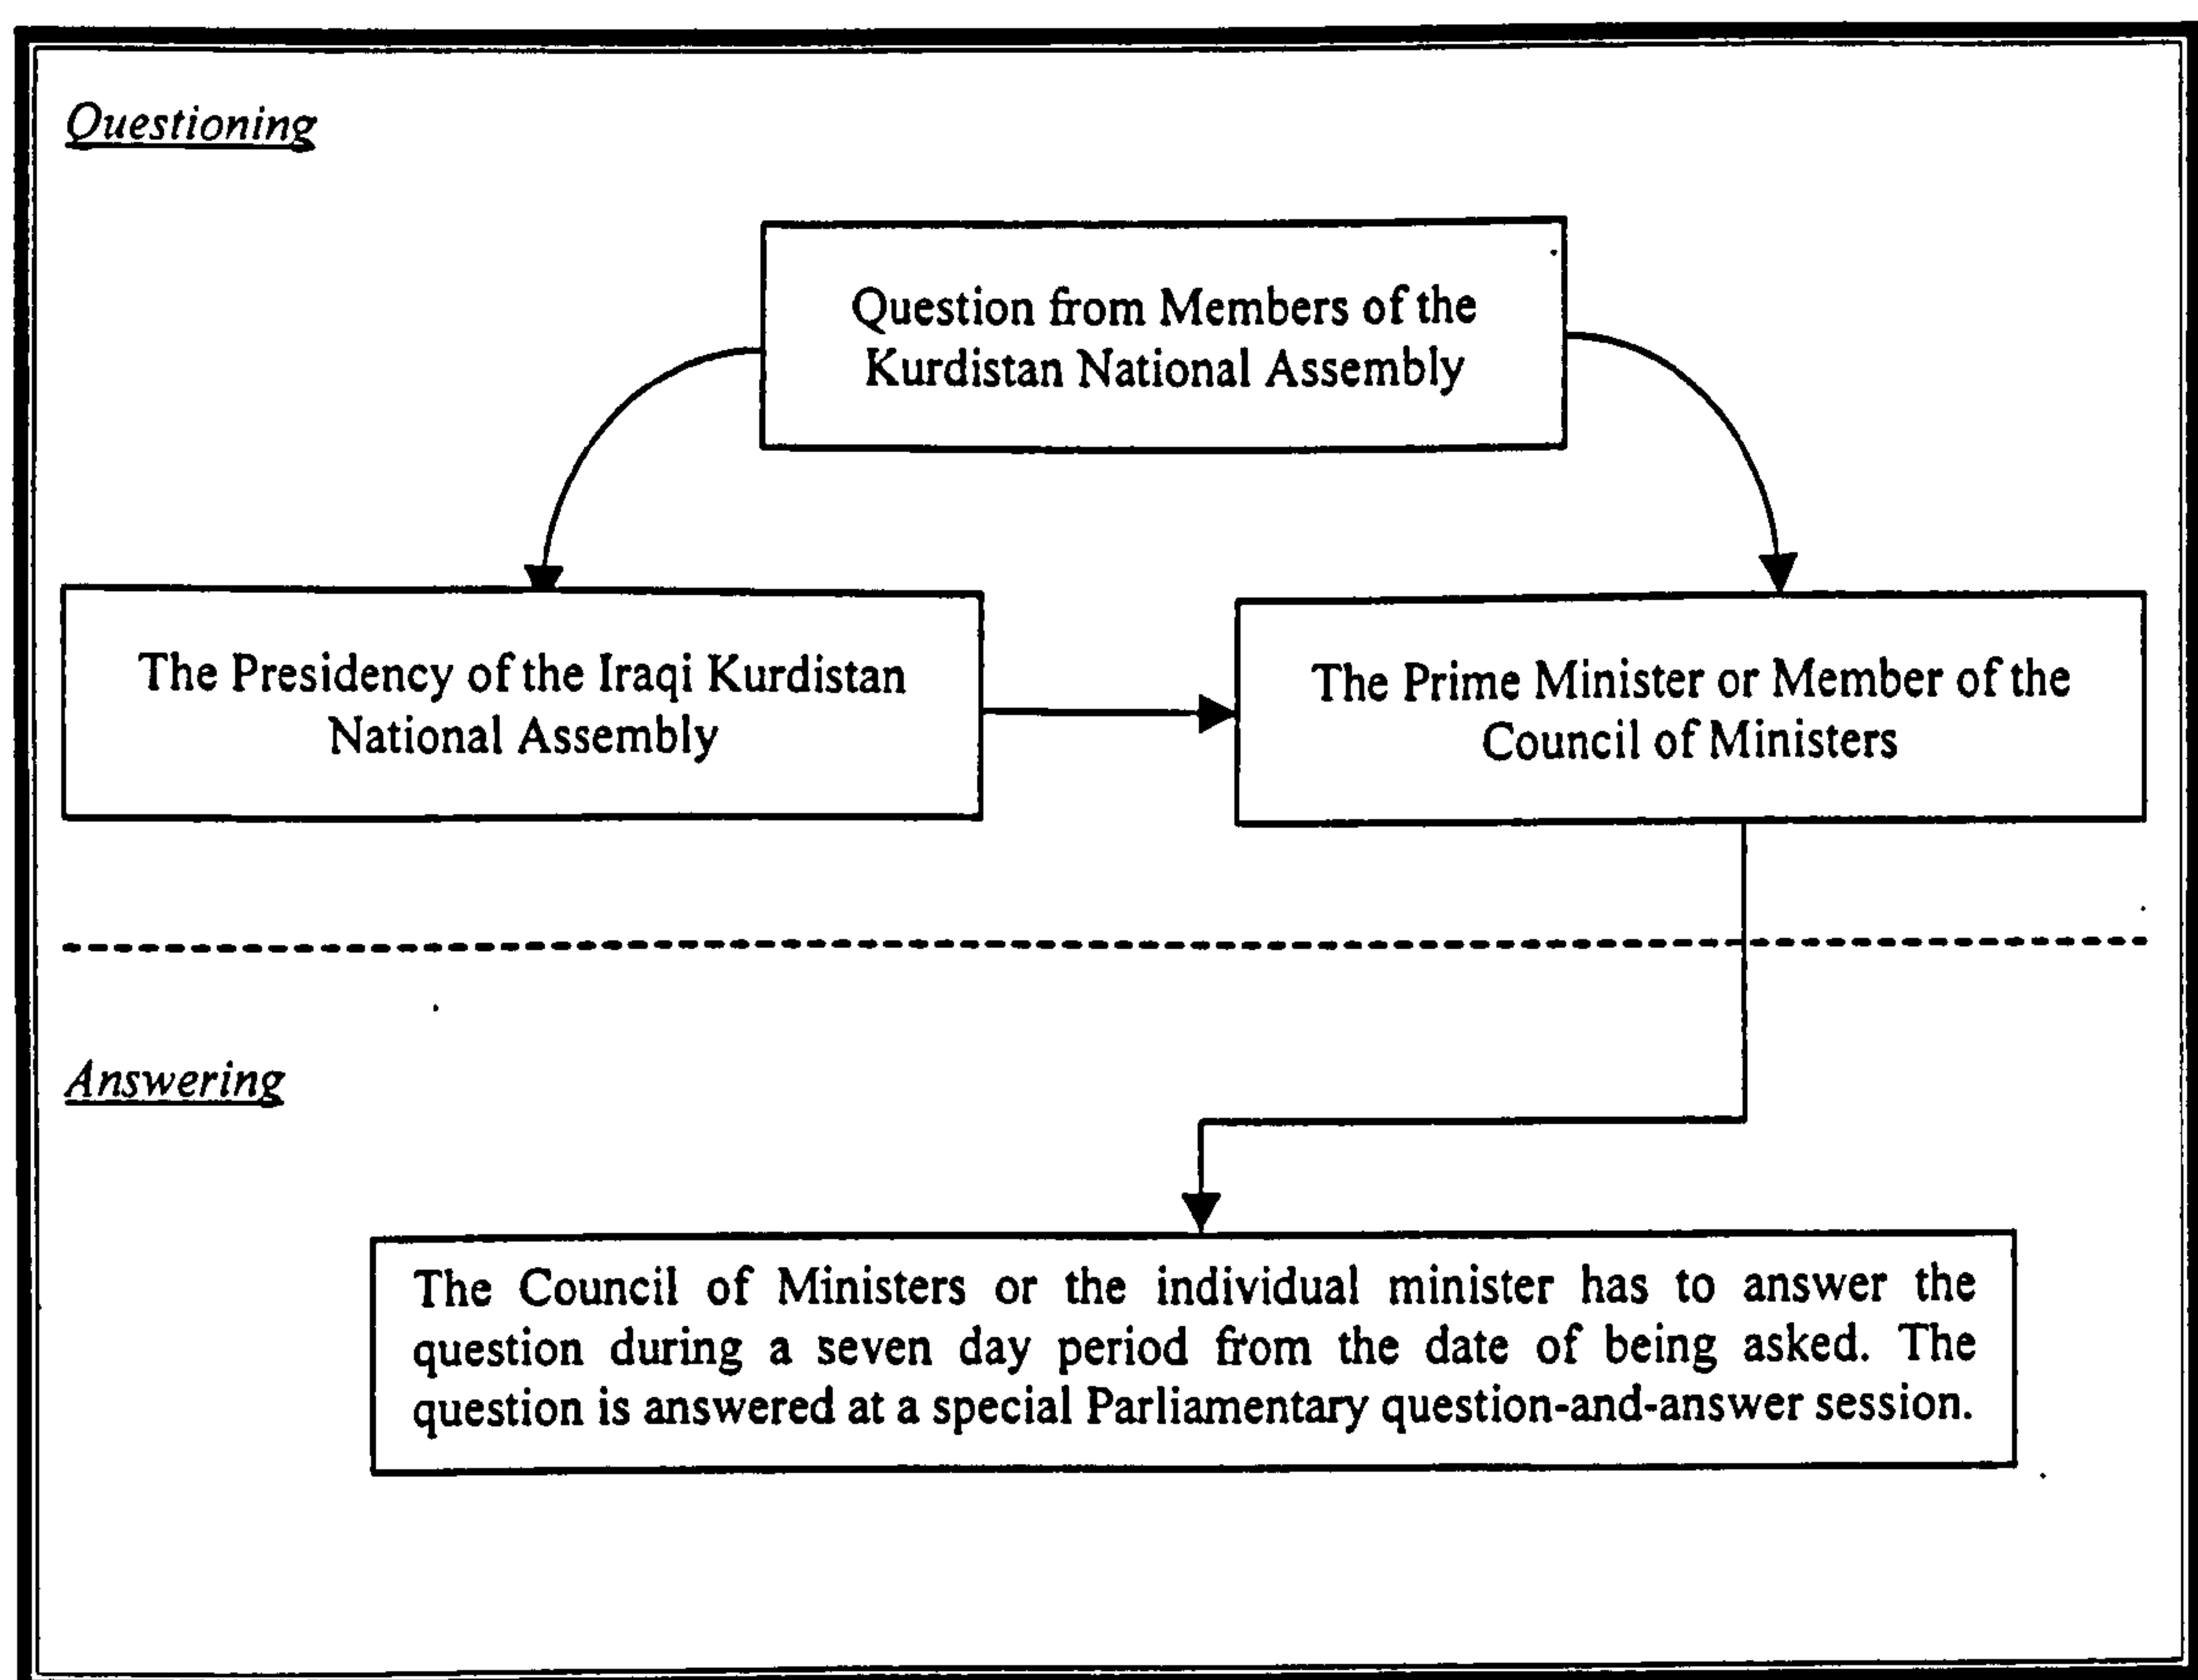 Questioning
Question from Members of the
Kurdistan National Assembly
The Presidency of the Iraqi Kurdistan
National Assembly
The Prime Minister or Member of the
Council of Ministers
Answering
The Council of Ministers or the individual minister has to answer the
question during a seven day period from the date of being asked. The
question is answered at a special Parliamentary question-and-answer session.